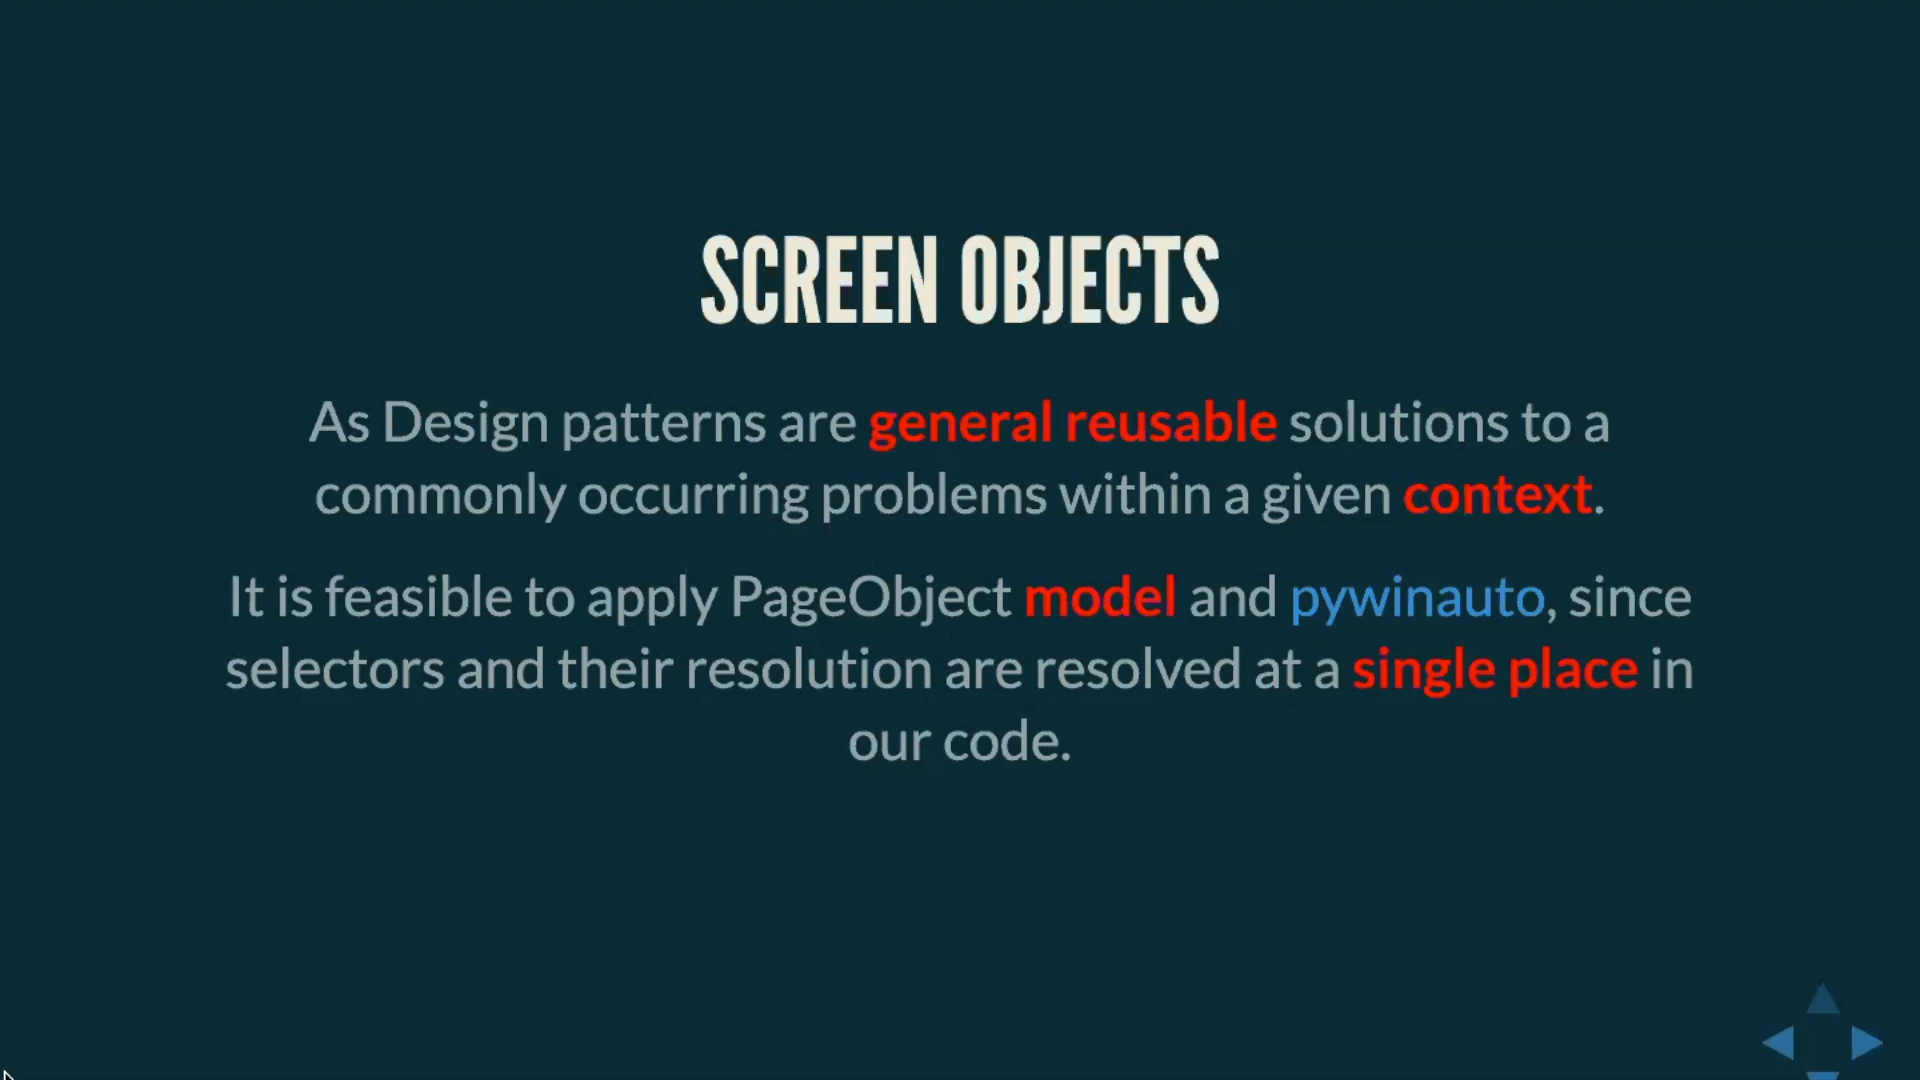 SCREEN OBJECTS
As Design patterns are general reusable solutions to a
commonly occurring problems within a given context.
It is feasible to apply PageObject model and pywinauto, since
selectors and their resolution are resolved at a single place in
our code.